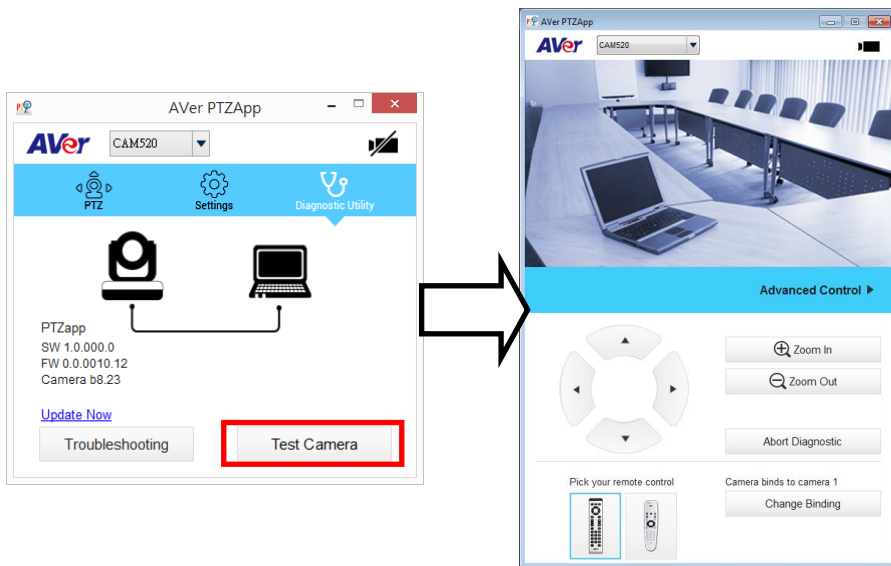 AVer PTZApp
AVer
CAM520
PTZ
Settings
Diagnostic Utility
PTZapp
SW 1.0.000.0
FW 0.0.0010.12
Camera b8.23
Update Now
Troubleshooting
Test Camera
AVer PTZApp
AVer
CAM520
Advanced Control
Zoom In
Zoom Out
Abort Diagnostic
Pick your remote control
Camera binds to camera 1
Change Binding